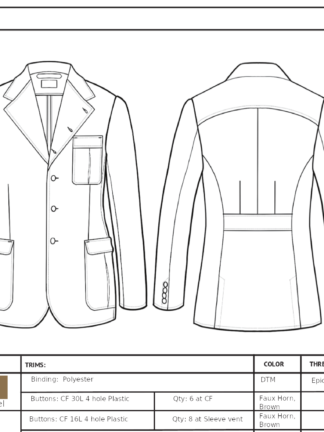 TRIMS:
COLOR
THRE
Binding: Polyester
DTM
Epic
el
Buttons: CF 30L 4 hole Plastic
Qty: 6 at CF
Faux Horn,
Brown
Buttons: CF 16L 4 hole Plastic
Qty: 8 at Sleeve vent
Faux Horn,
Brown